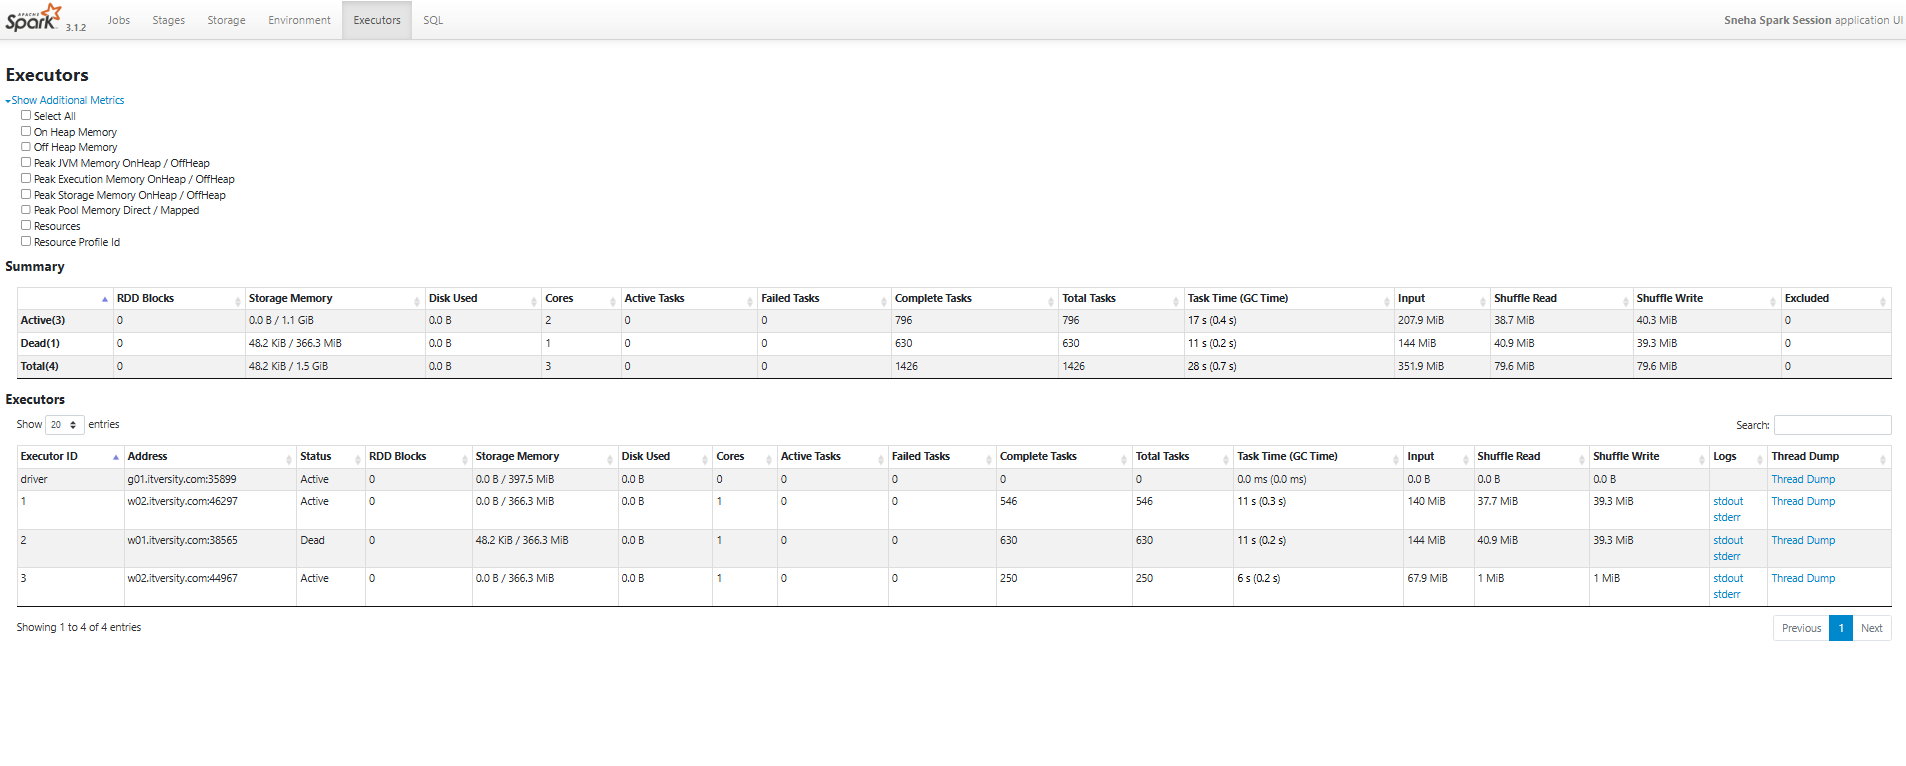 APACHE Spark 3.1.2 Jobs Stages Storage Environment Executors SQL Sneha Spark Session application UI
Executors
Show Additional Metrics
Select All
On Heap Memory
Off Heap Memory
Peak JVM Memory OnHeap / OffHeap
Peak Execution Memory OnHeap / OffHeap
Peak Storage Memory OnHeap / OffHeap
Peak Pool Memory Direct / Mapped
Resources
Resource Profile Id
Summary
RDD Blocks Storage Memory Disk Used Cores Active Tasks Failed Tasks Complete Tasks Total Tasks Task Time (GC Time) Input Shuffle Read Shuffle Write Excluded
Active(3) 0 0.0 B / 1.1 GiB 0.0 B 2 0 0 796 796 17 s (0.4 s) 207.9 MiB 38.7 MiB 40.3 MiB 0
Dead(1) 0 48.2 KiB / 366.3 MiB 0.0 B 1 0 0 630 630 11 s (0.2 s) 144 MiB 40.9 MiB 39.3 MiB 0
Total(4) 0 48.2 KiB / 1.5 GiB 0.0 B 3 0 0 1426 1426 28 s (0.7 s) 351.9 MiB 79.6 MiB 79.6 MiB 0
Executors
Show 20 entries Search:
Executor ID Address Status RDD Blocks Storage Memory Disk Used Cores Active Tasks Failed Tasks Complete Tasks Total Tasks Task Time (GC Time) Input Shuffle Read Shuffle Write Logs Thread Dump
driver g01.itversity.com:35899 Active 0 0.0 B / 397.5 MiB 0.0 B 0 0 0 0 0 0.0 ms (0.0 ms) 0.0 B 0.0 B 0.0 B Thread Dump
1 w02.itversity.com:46297 Active 0 0.0 B / 366.3 MiB 0.0 B 1 0 0 546 546 11 s (0.3 s) 140 MiB 37.7 MiB 39.3 MiB stdout Thread Dump
stderr
2 w01.itversity.com:38565 Dead 0 48.2 KiB / 366.3 MiB 0.0 B 1 0 0 630 630 11 s (0.2 s) 144 MiB 40.9 MiB 39.3 MiB stdout Thread Dump
stderr
3 w02.itversity.com:44967 Active 0 0.0 B / 366.3 MiB 0.0 B 1 0 0 250 250 6 s (0.2 s) 67.9 MiB 1 MiB 1 MiB stdout Thread Dump
stderr
Showing 1 to 4 of 4 entries Previous 1 Next